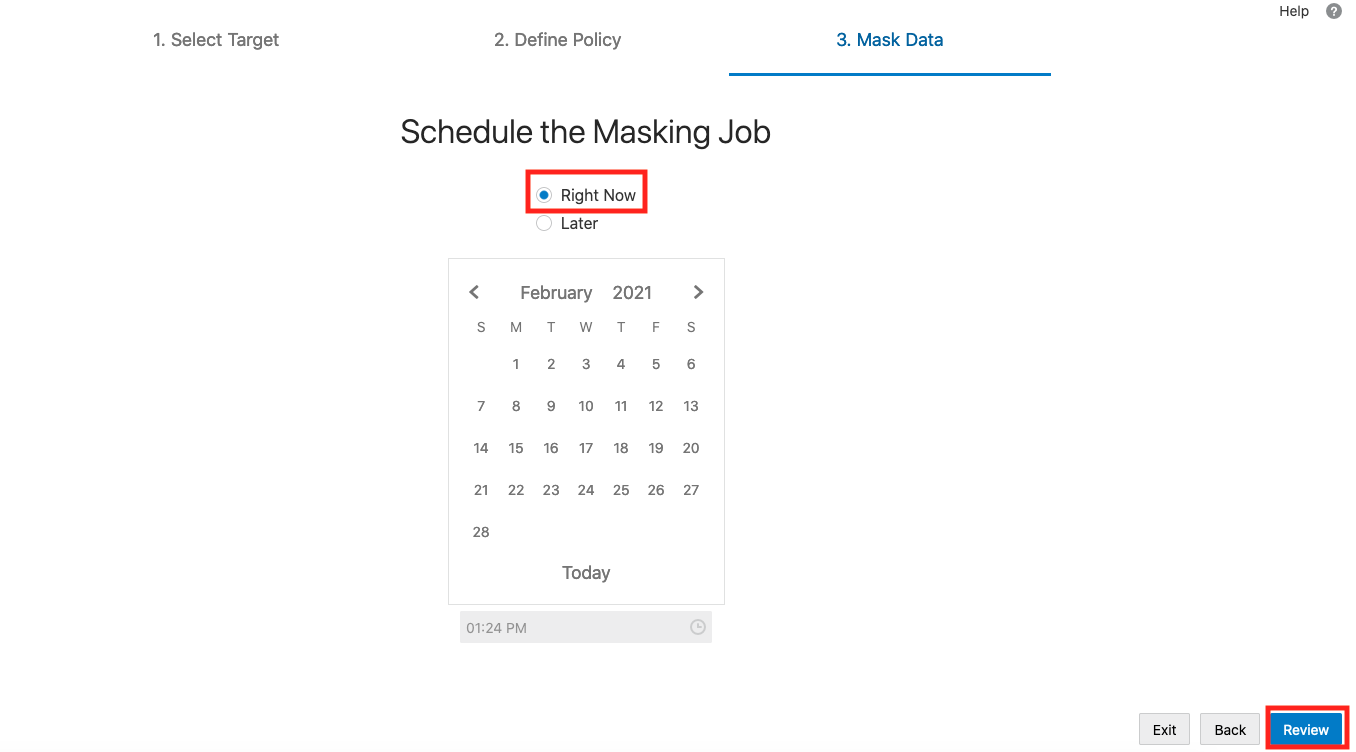 Help ?
1. Select Target 2. Define Policy 3. Mask Data
Schedule the Masking Job
Right Now
Later
February 2021
S M T W T F S
1 2 3 4 5 6
7 8 9 10 11 12 13
14 15 16 17 18 19 20
21 22 23 24 25 26 27
28
Today
01:24 PM
Exit Back Review